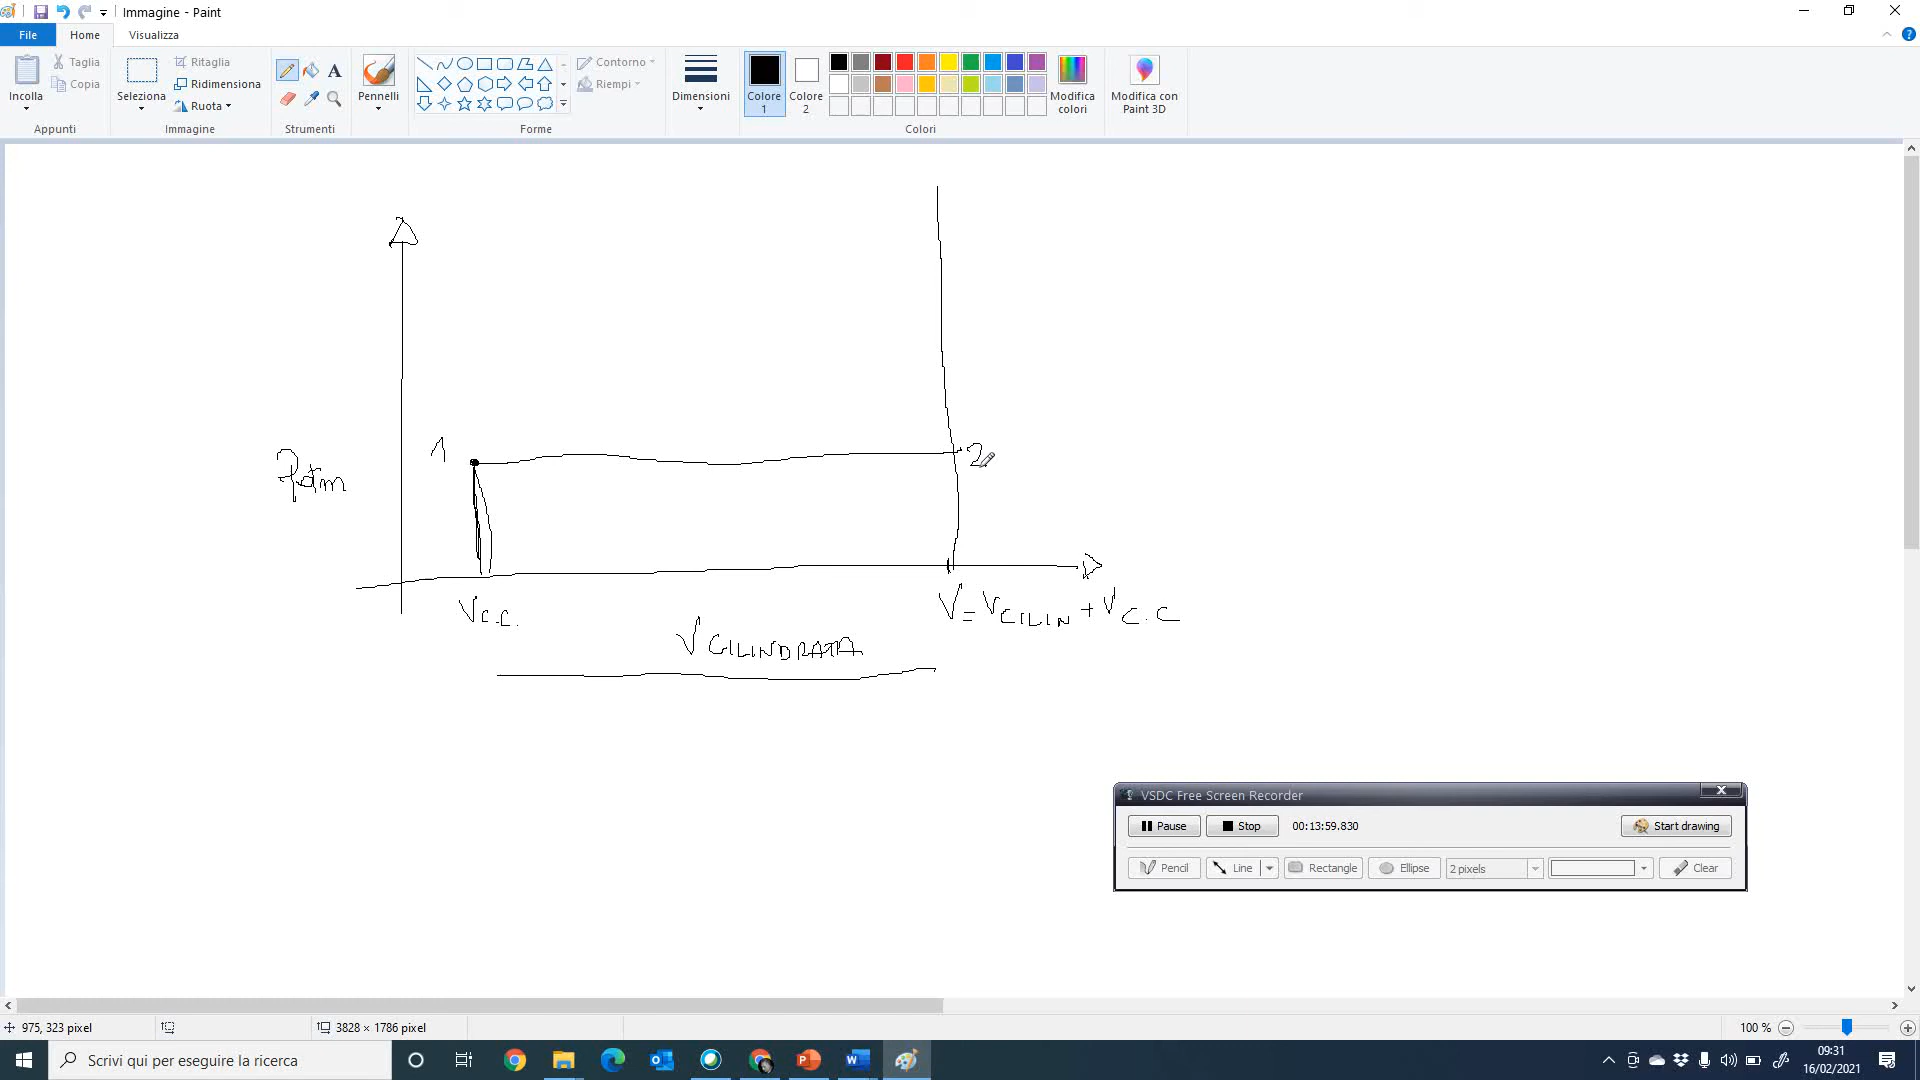 Immagine - Paint
File Home Visualizza
Incolla
Taglia
Copia
Appunti
Seleziona
Ritaglia
Ridimensiona
Ruota
Immagine
A
Strumenti
Pennelli
Forme
Contorno
Riempi
Dimensioni
Colore 1
Colore 2
Modifica colori
Colori
Modifica con Paint 3D
1
2
Patm
Vc.c.
V=VCILIN+VC.C
VCILINDRATA
VSDC Free Screen Recorder
Pause Stop 00:13:59.830 Start drawing
Pencil Line Rectangle Ellipse 2 pixels Clear
975, 323 pixel 3828 × 1786 pixel 100 %
Scrivi qui per eseguire la ricerca
09:31
16/02/2021